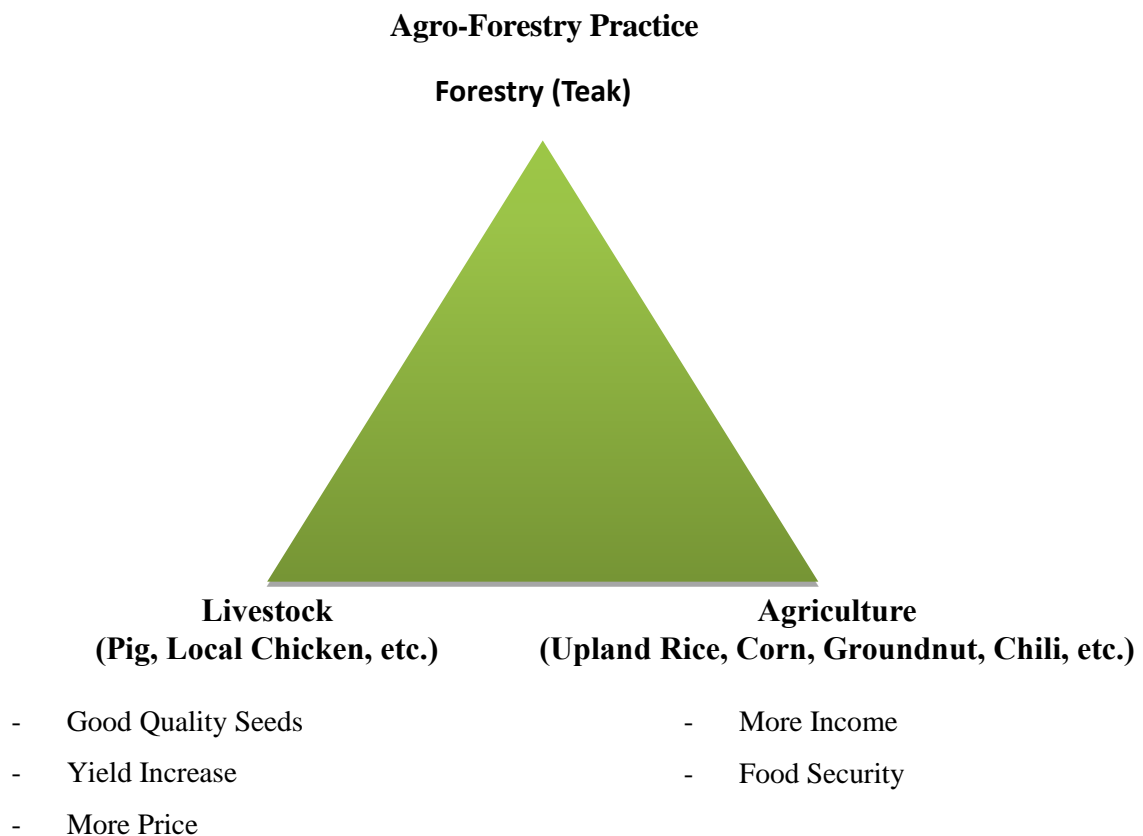 Agro-Forestry Practice
Forestry (Teak)
Livestock
(Pig, Local Chicken, etc.)
Agriculture
(Upland Rice, Corn, Groundnut, Chili, etc.)
- Good Quality Seeds
- Yield Increase
- More Price
- More Income
- Food Security